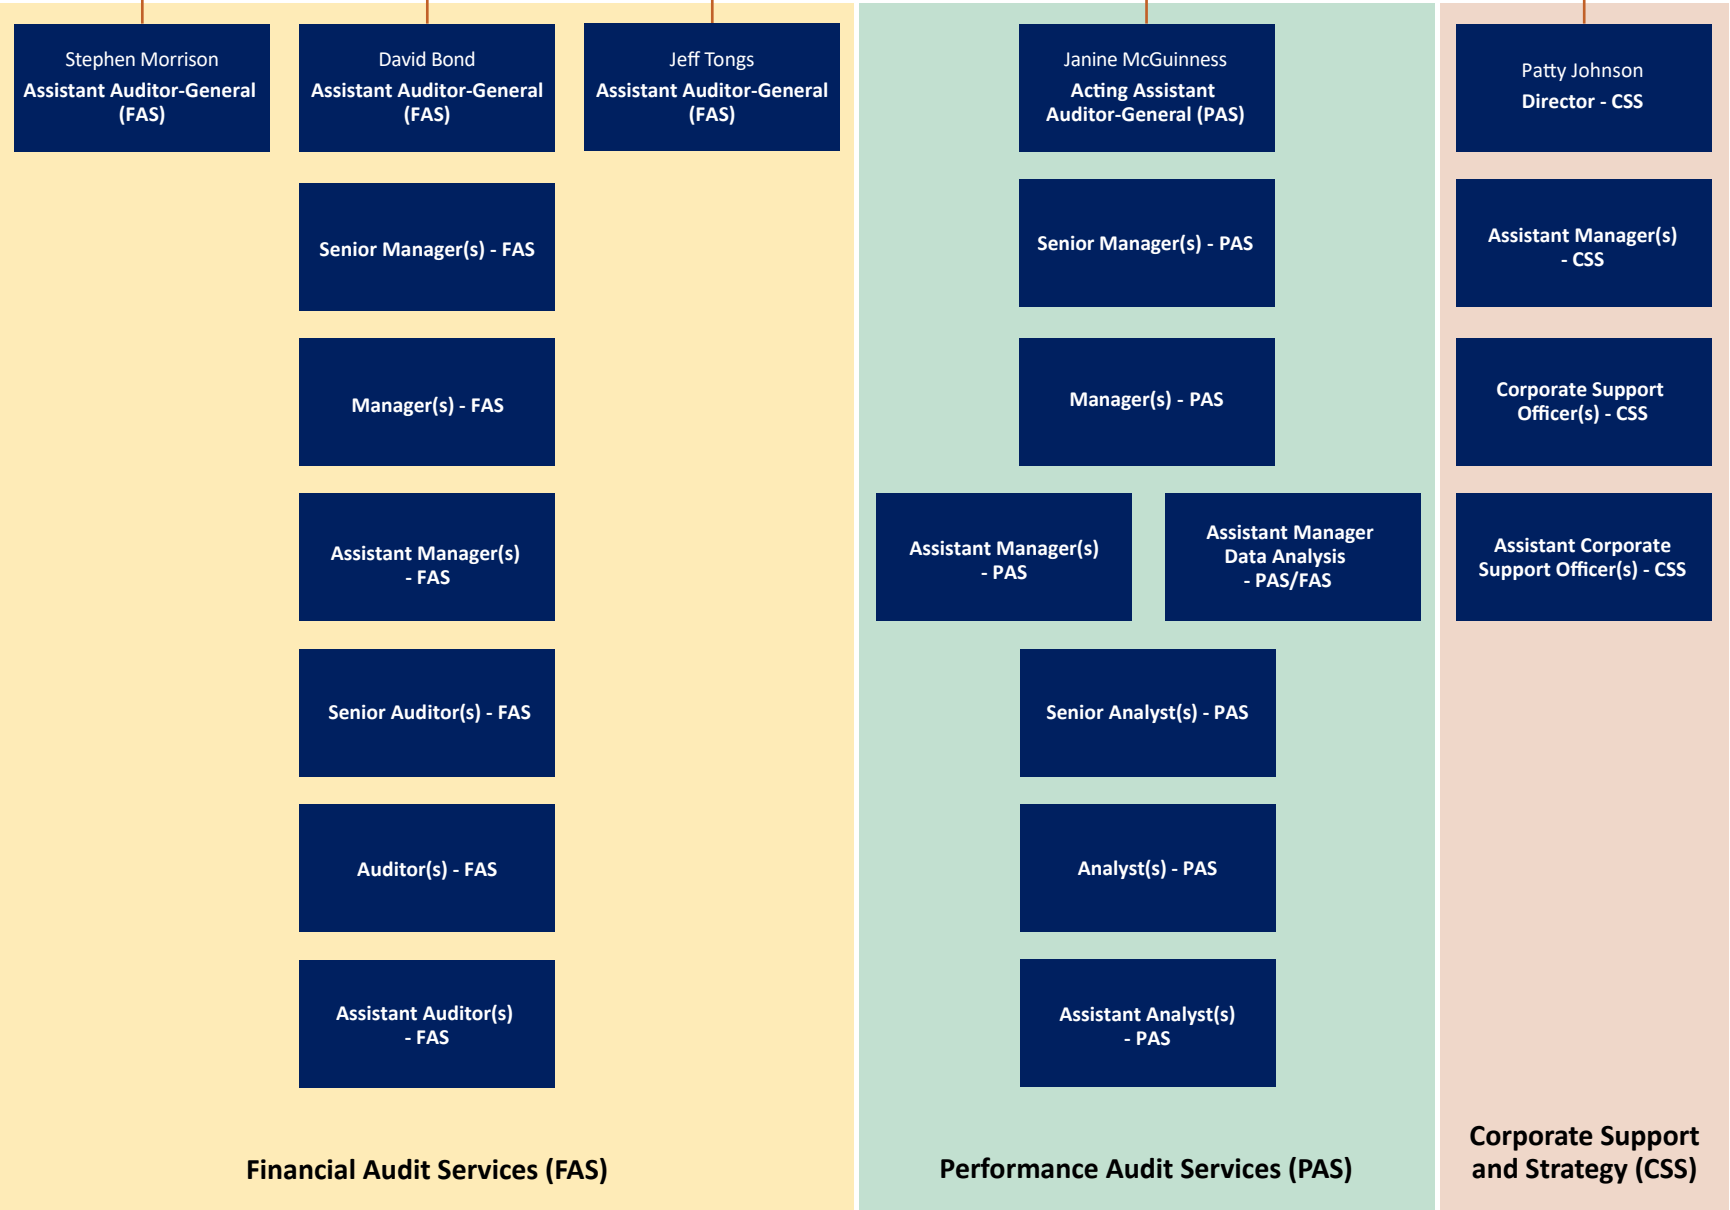 Stephen Morrison
Assistant Auditor-General
(FAS)
David Bond
Assistant Auditor-General
(FAS)
Jeff Tongs
Assistant Auditor-General
(FAS)
Senior Manager(s) - FAS
Manager(s) - FAS
Assistant Manager(s)
- FAS
Senior Auditor(s) - FAS
Auditor(s) - FAS
Assistant Auditor(s)
- FAS
Financial Audit Services (FAS)
Janine McGuinness
Acting Assistant
Auditor-General (PAS)
Senior Manager(s) - PAS
Manager(s) - PAS
Assistant Manager(s)
- PAS
Assistant Manager
Data Analysis
- PAS/FAS
Senior Analyst(s) - PAS
Analyst(s) - PAS
Assistant Analyst(s)
- PAS
Performance Audit Services (PAS)
Patty Johnson
Director - CSS
Assistant Manager(s)
- CSS
Corporate Support
Officer(s) - CSS
Assistant Corporate
Support Officer(s) - CSS
Corporate Support
and Strategy (CSS)